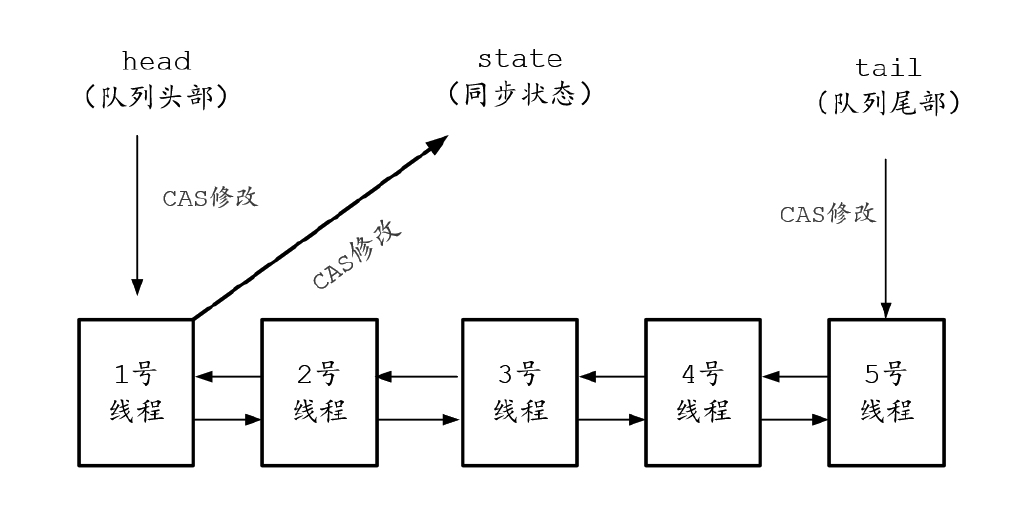 head
（队列头部）
state
（同步状态）
tail
（队列尾部）
CAS修改
CAS修改
CAS修改
1号
线程
2号
线程
3号
线程
4号
线程
5号
线程